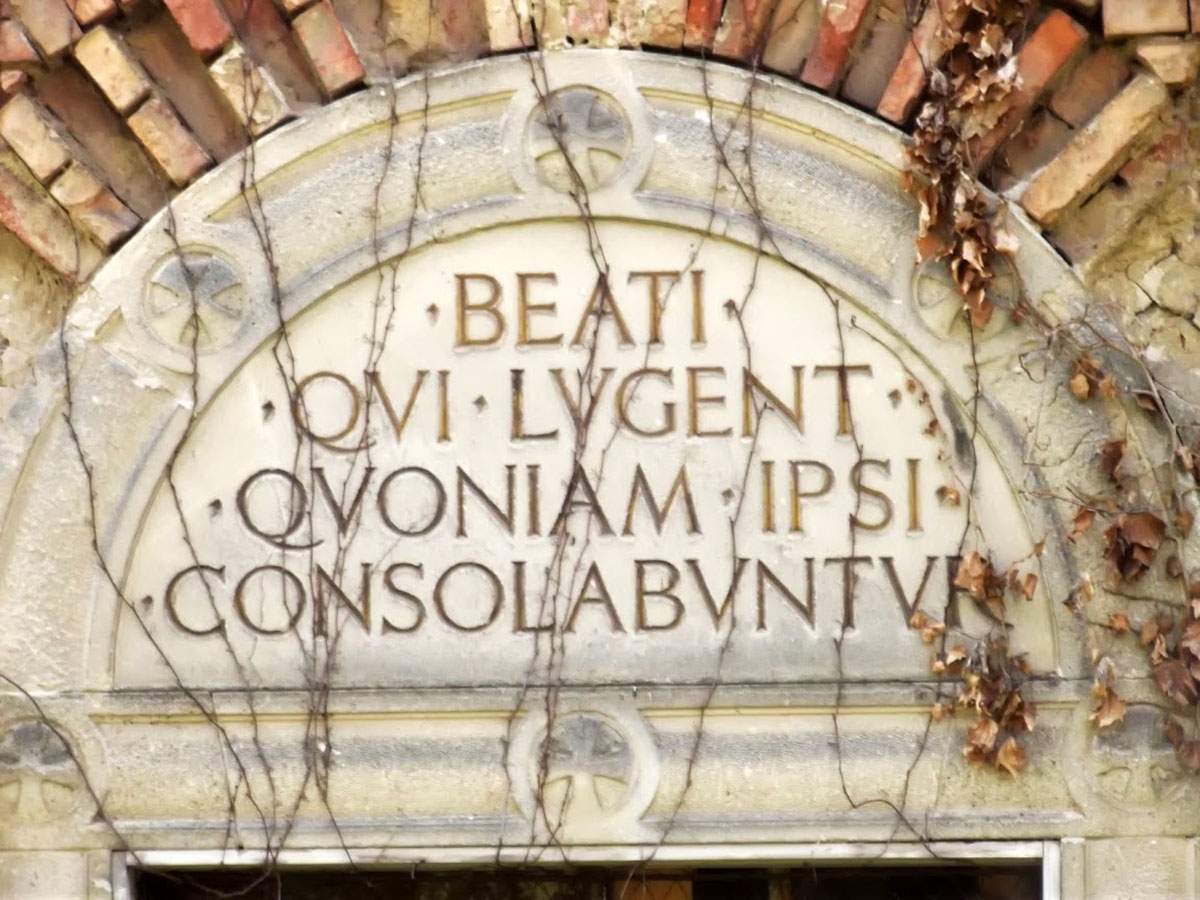 · BEATI ·
· QVI · LVGENT ·
· QVONIAM · IPSI ·
· CONSOLABVNTVR